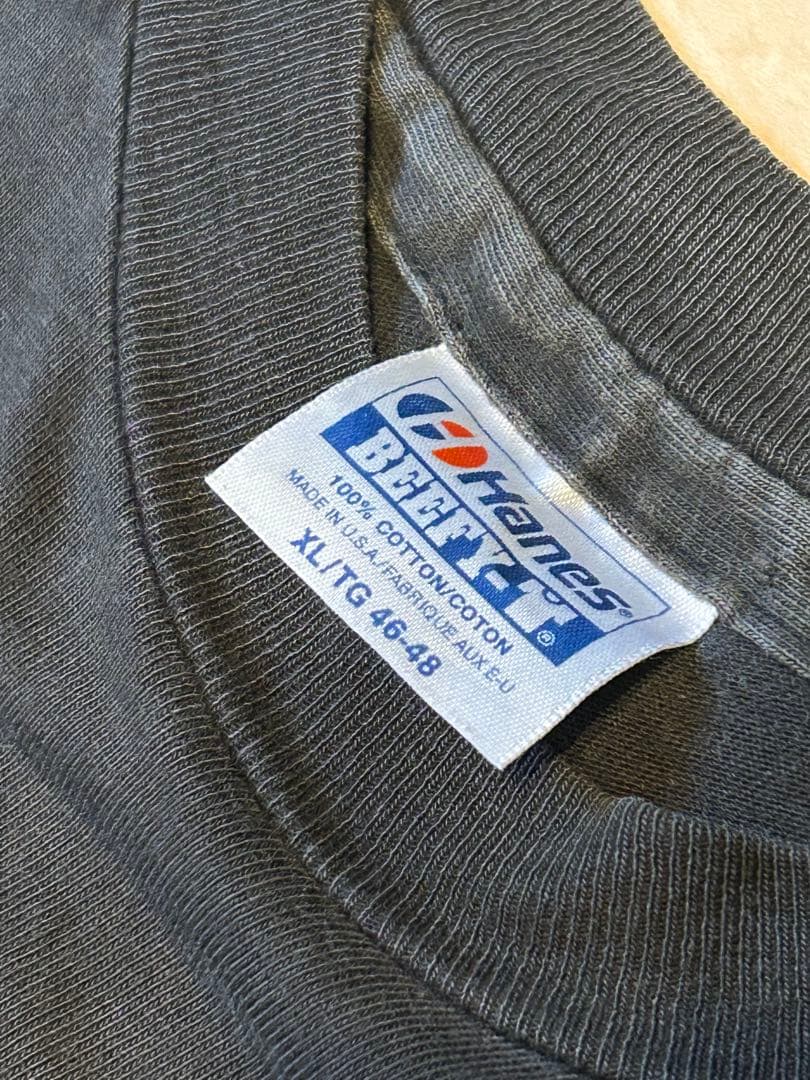 Hanes®
BEEFY-T®
100% COTTON/COTON
MADE IN U.S.A./FABRIQUE AUX E-U
XL/TG 46-48